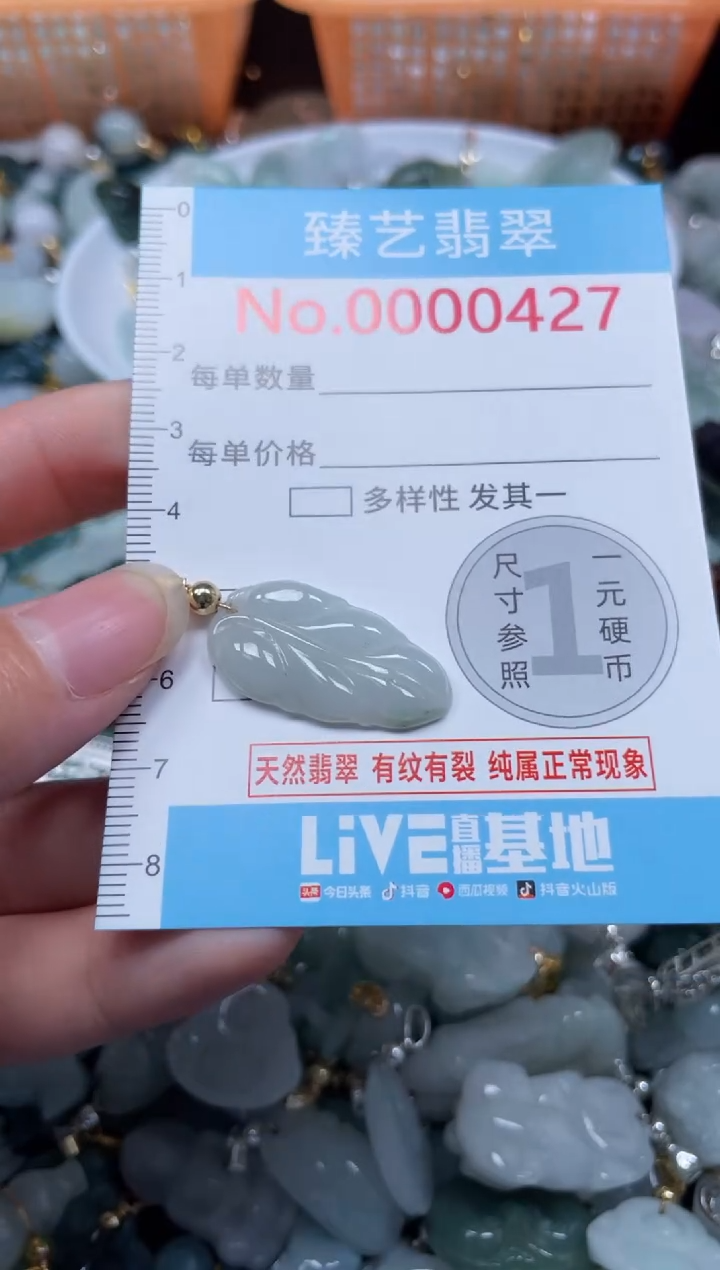 臻艺翡翠
No.0000427
每单数量
每单价格
多样性 发其一
尺寸参照
1
一元硬币
天然翡翠 有纹有裂 纯属正常现象
LiVE直播基地
头条 今日头条 抖音 西瓜视频 抖音火山版
0
1
2
3
4
6
7
8